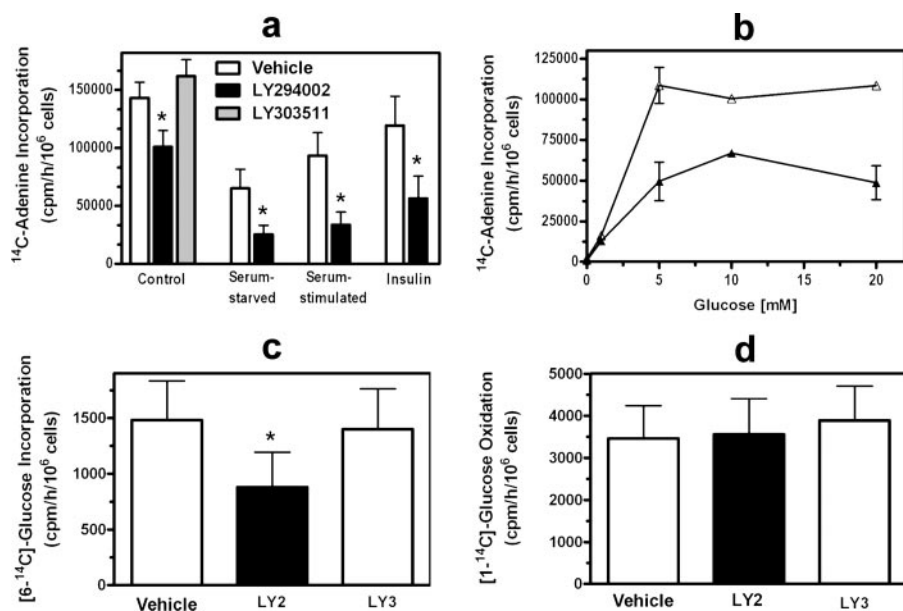 a
¹⁴C-Adenine Incorporation
(cpm/h/10⁶ cells)
150000
100000
50000
0
Vehicle
LY294002
LY303511
*
*
*
*
Control
Serum-
starved
Serum-
stimulated
Insulin
b
¹⁴C-Adenine Incorporation
(cpm/h/10⁶ cells)
125000
100000
75000
50000
25000
0
0
5
10
15
20
Glucose [mM]
c
[6-¹⁴C]-Glucose Incorporation
(cpm/h/10⁶ cells)
1500
1000
500
0
*
Vehicle
LY2
LY3
d
[1-¹⁴C]-Glucose Oxidation
(cpm/h/10⁶ cells)
5000
4000
3000
2000
1000
0
Vehicle
LY2
LY3